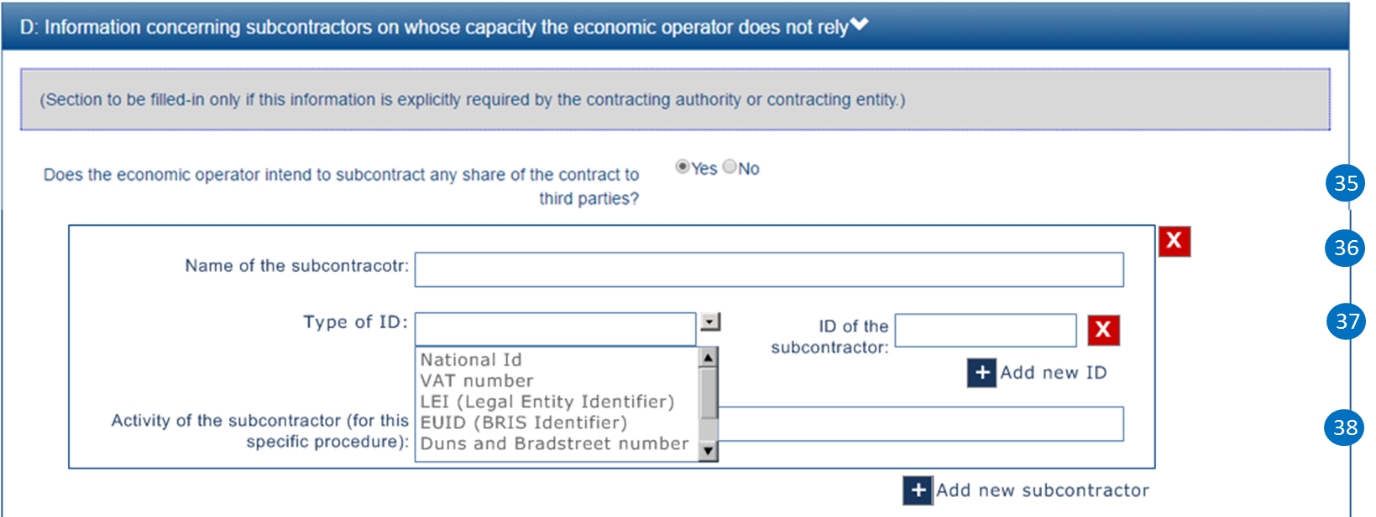 D: Information concerning subcontractors on whose capacity the economic operator does not rely
(Section to be filled-in only if this information is explicitly required by the contracting authority or contracting entity.)
Does the economic operator intend to subcontract any share of the contract to
third parties?
Yes No
35
X
36
Name of the subcontracotr:
Type of ID:
ID of the
subcontractor:
X
37
+ Add new ID
National Id
VAT number
LEI (Legal Entity Identifier)
EUID (BRIS Identifier)
Duns and Bradstreet number
Activity of the subcontractor (for this
specific procedure):
38
+ Add new subcontractor